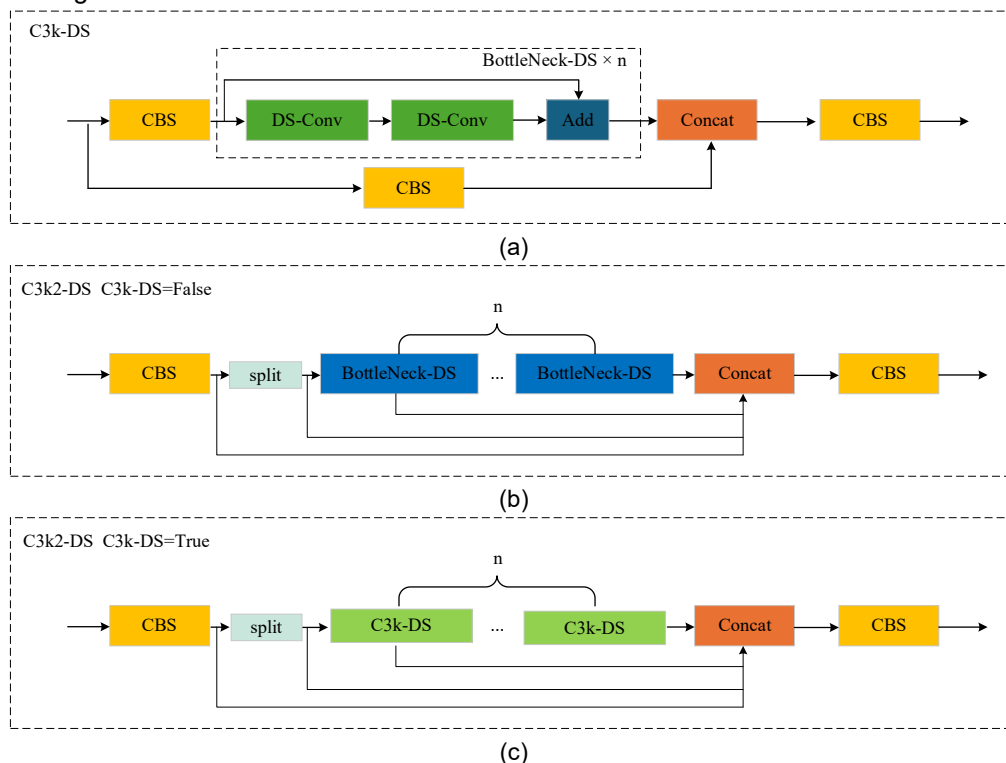 C3k-DS
BottleNeck-DS × n
CBS
DS-Conv
DS-Conv
Add
Concat
CBS
CBS
(a)
C3k2-DS C3k-DS=False
n
CBS
split
BottleNeck-DS
...
BottleNeck-DS
Concat
CBS
(b)
C3k2-DS C3k-DS=True
n
CBS
split
C3k-DS
...
C3k-DS
Concat
CBS
(c)